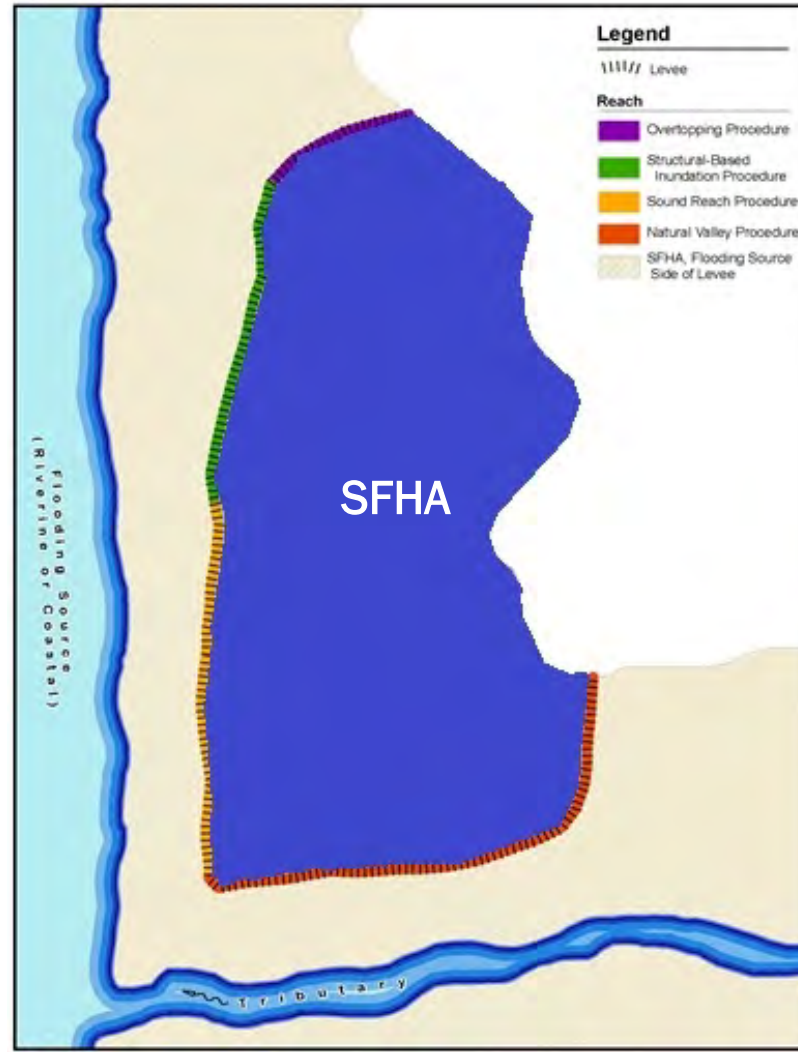 Legend
Levee
Reach
Overtopping Procedure
Structural-Based
Inundation Procedure
Sound Reach Procedure
Natural Valley Procedure
SFHA, Flooding Source
Side of Levee
SFHA
Flooding Source
(Riverine or Coastal)
Tributary